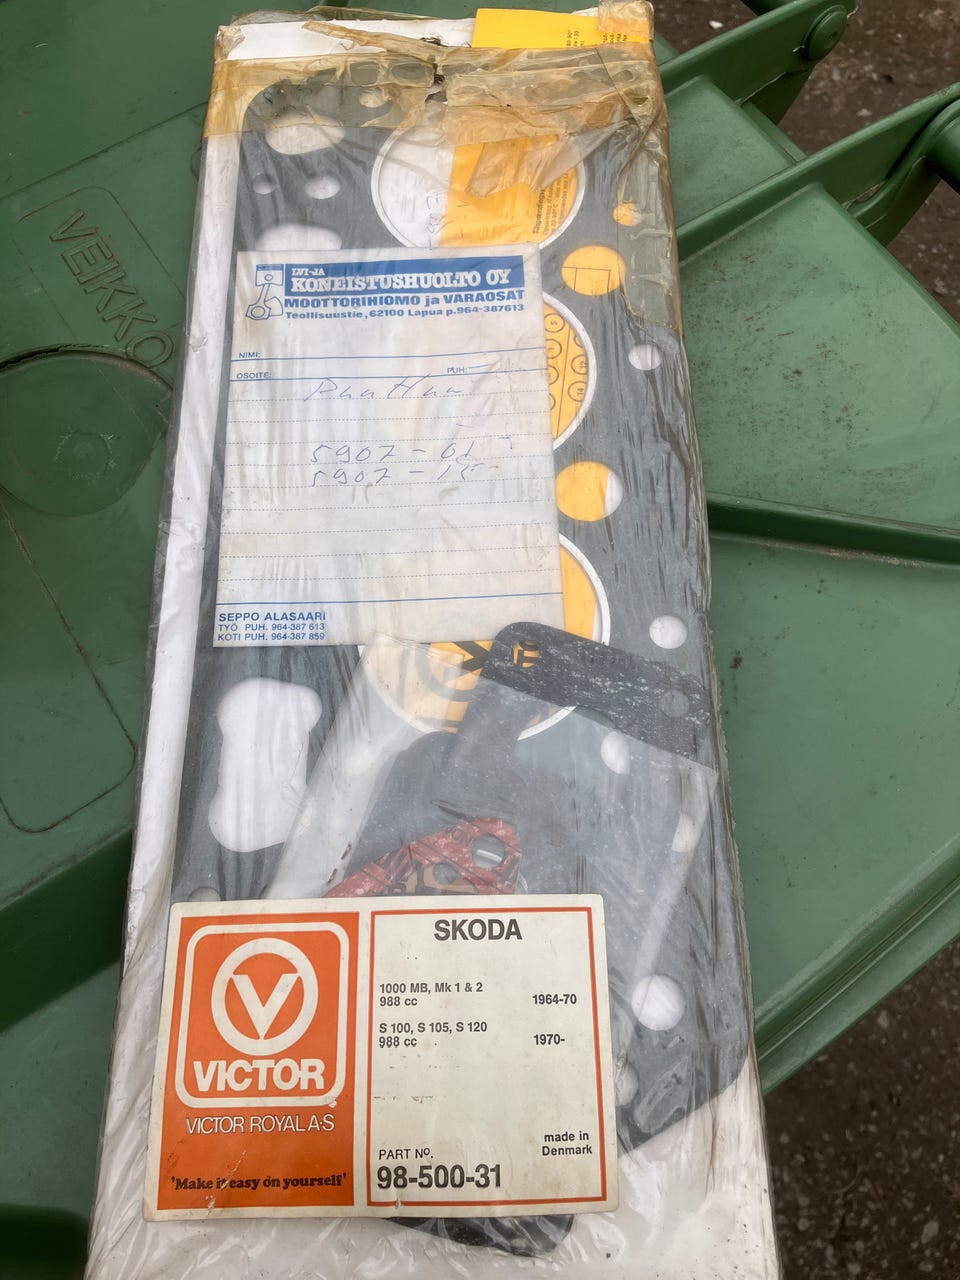 VEIKKO
LVI-JA
KONEISTUSHUOLTO OY
MOOTTORIHIOMO ja VARAOSAT
Teollisuustie, 62100 Lapua p.964-387613
NIMI:
OSOITE: PUH:
5907 - 01
5907 - 15
SEPPO ALASAARI
TYÖ PUH. 964-387 613
KOTI PUH. 964-387 859
V
VICTOR
VICTOR ROYAL A·S
'Make it easy on yourself'
SKODA
1000 MB, Mk 1 & 2
988 cc 1964-70
S 100, S 105, S 120
988 cc 1970-
made in
Denmark
PART NO.
98-500-31